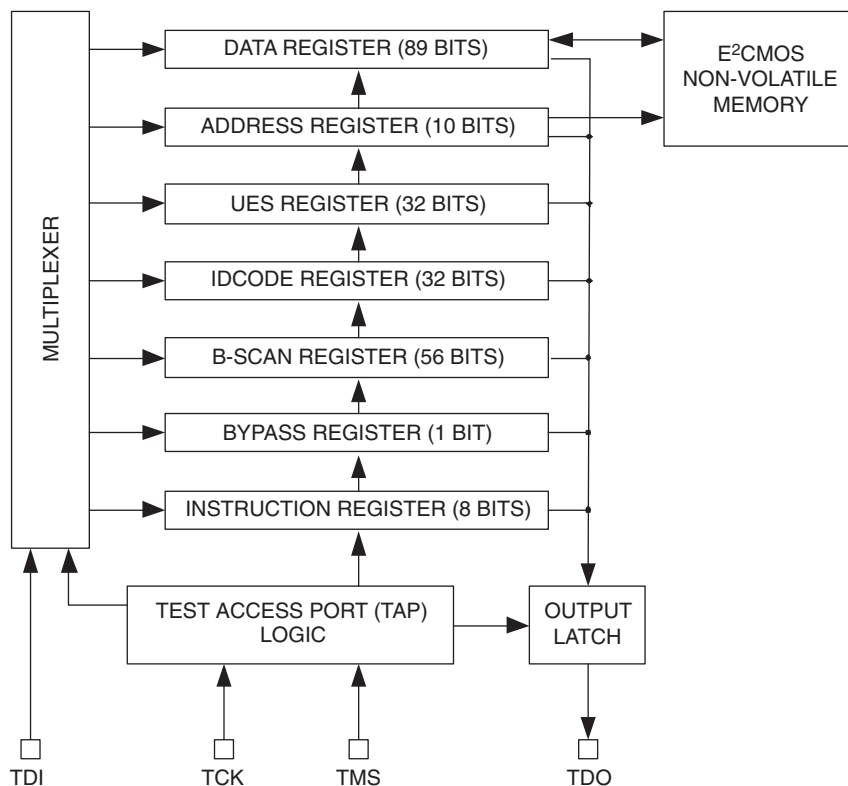 DATA REGISTER (89 BITS)
E²CMOS
NON-VOLATILE
MEMORY
ADDRESS REGISTER (10 BITS)
UES REGISTER (32 BITS)
IDCODE REGISTER (32 BITS)
B-SCAN REGISTER (56 BITS)
BYPASS REGISTER (1 BIT)
INSTRUCTION REGISTER (8 BITS)
MULTIPLEXER
TEST ACCESS PORT (TAP)
LOGIC
OUTPUT
LATCH
TDI
TCK
TMS
TDO